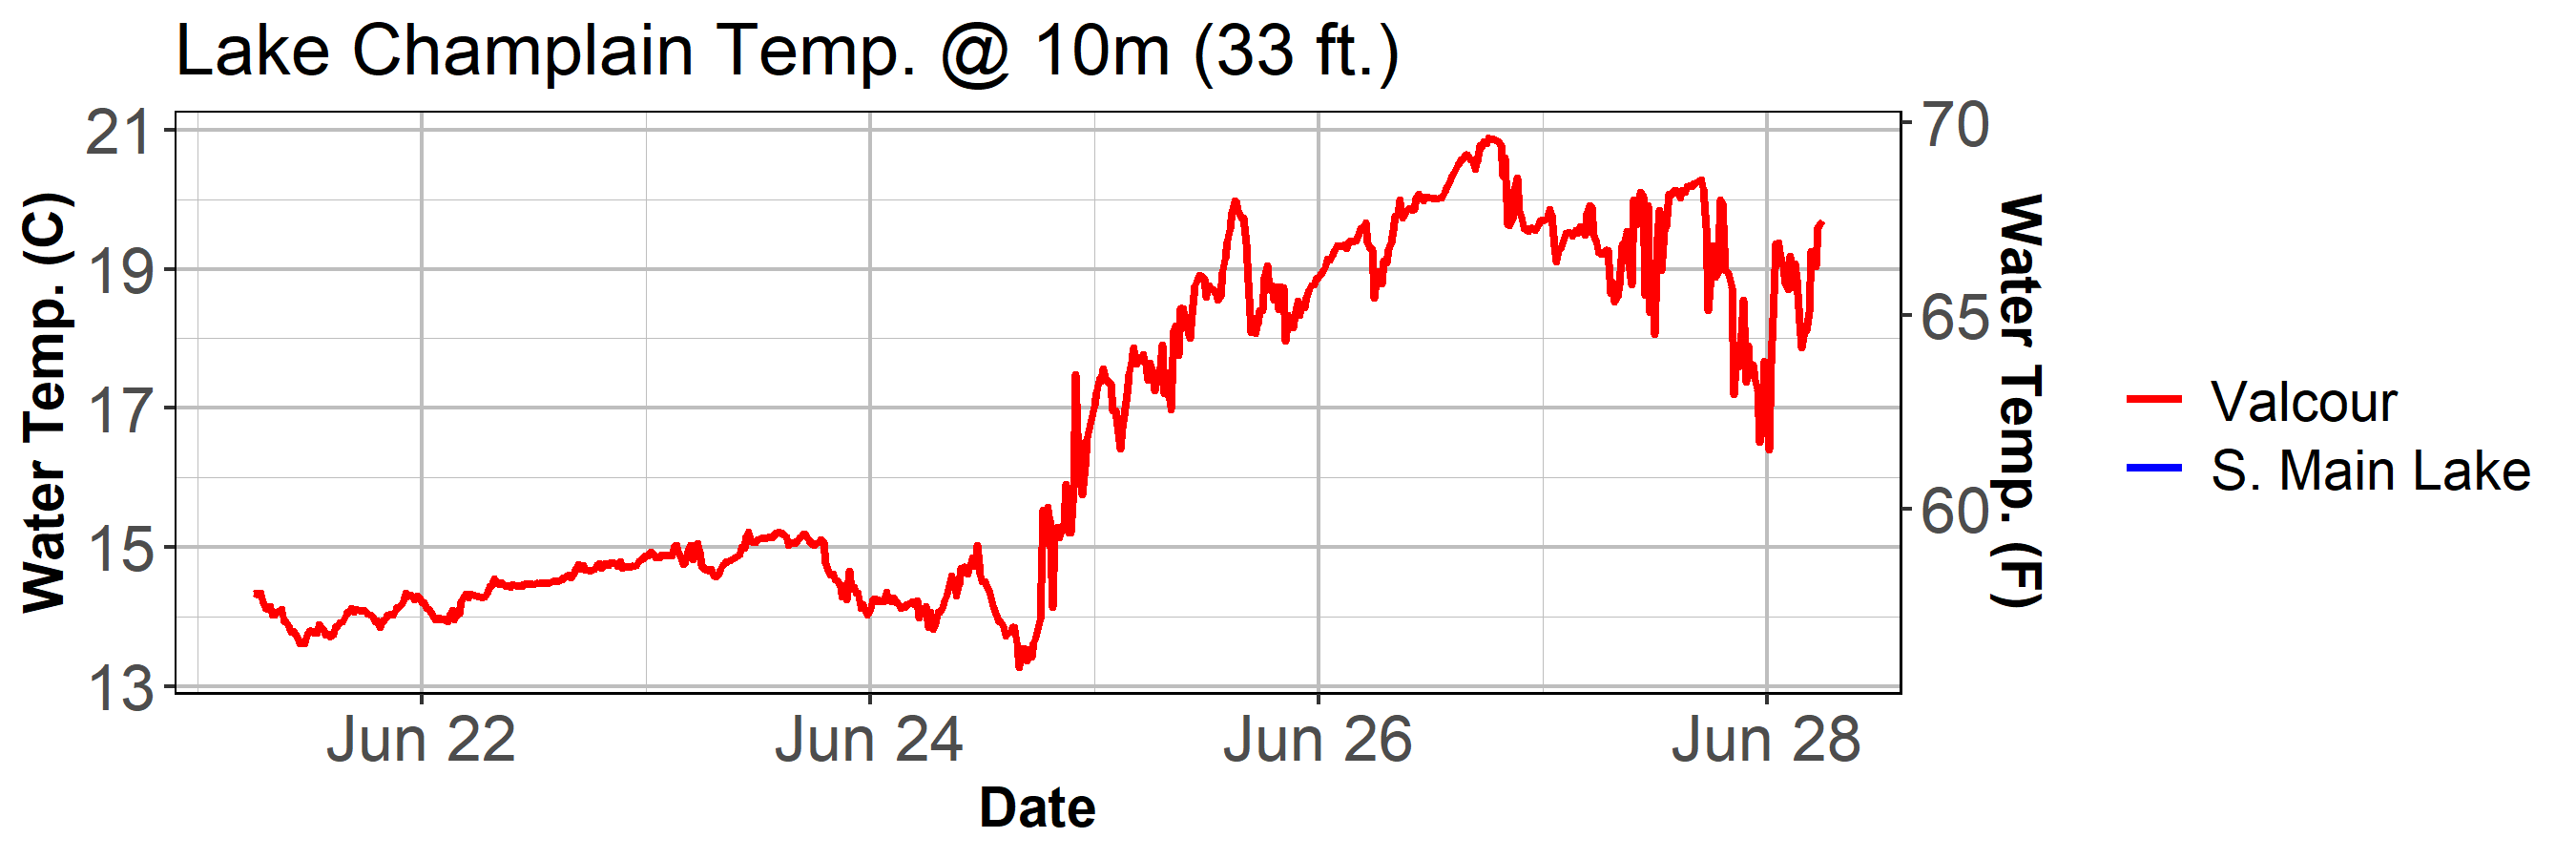 Lake Champlain Temp. @ 10m (33 ft.)
Water Temp. (C)
21
19
17
15
13
70
65
60
Water Temp. (F)
Jun 22
Jun 24
Jun 26
Jun 28
Date
Valcour
S. Main Lake